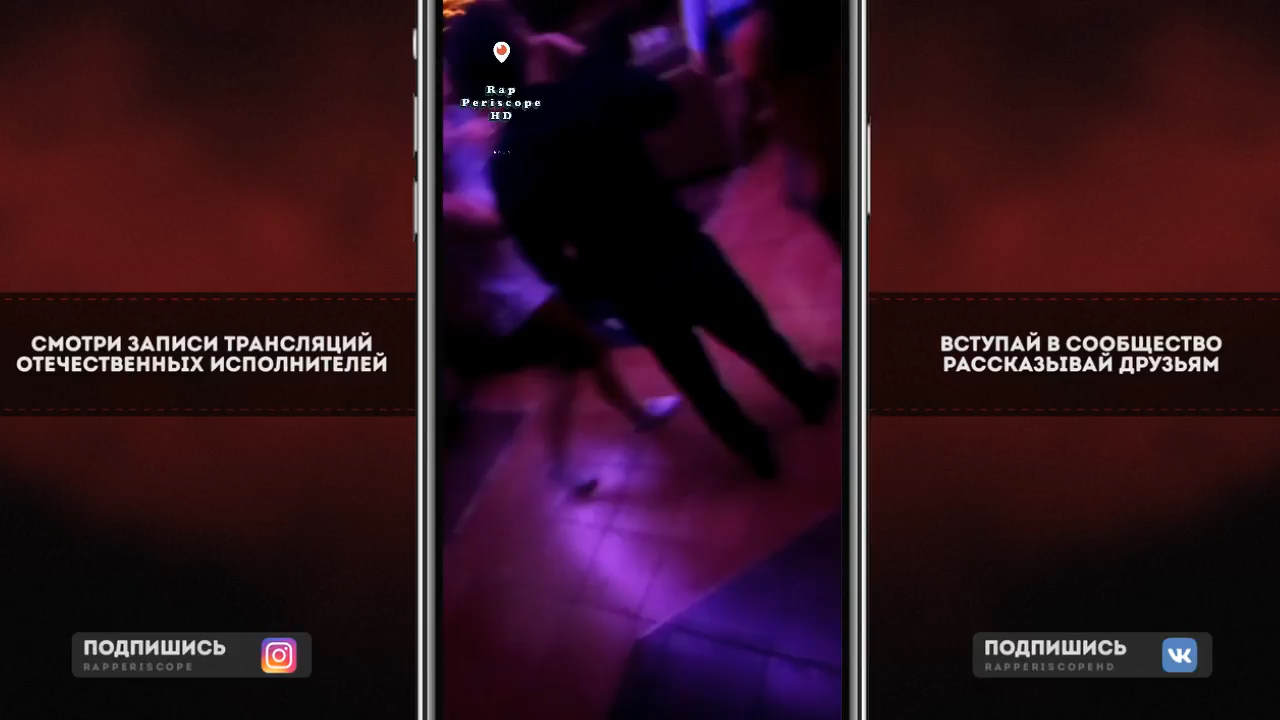 Rap
Periscope
HD
СМОТРИ ЗАПИСИ ТРАНСЛЯЦИЙ
ОТЕЧЕСТВЕННЫХ ИСПОЛНИТЕЛЕЙ
ВСТУПАЙ В СООБЩЕСТВО
РАССКАЗЫВАЙ ДРУЗЬЯМ
ПОДПИШИСЬ
RAPPERISCOPE
ПОДПИШИСЬ
RAPPERISCOPEHD